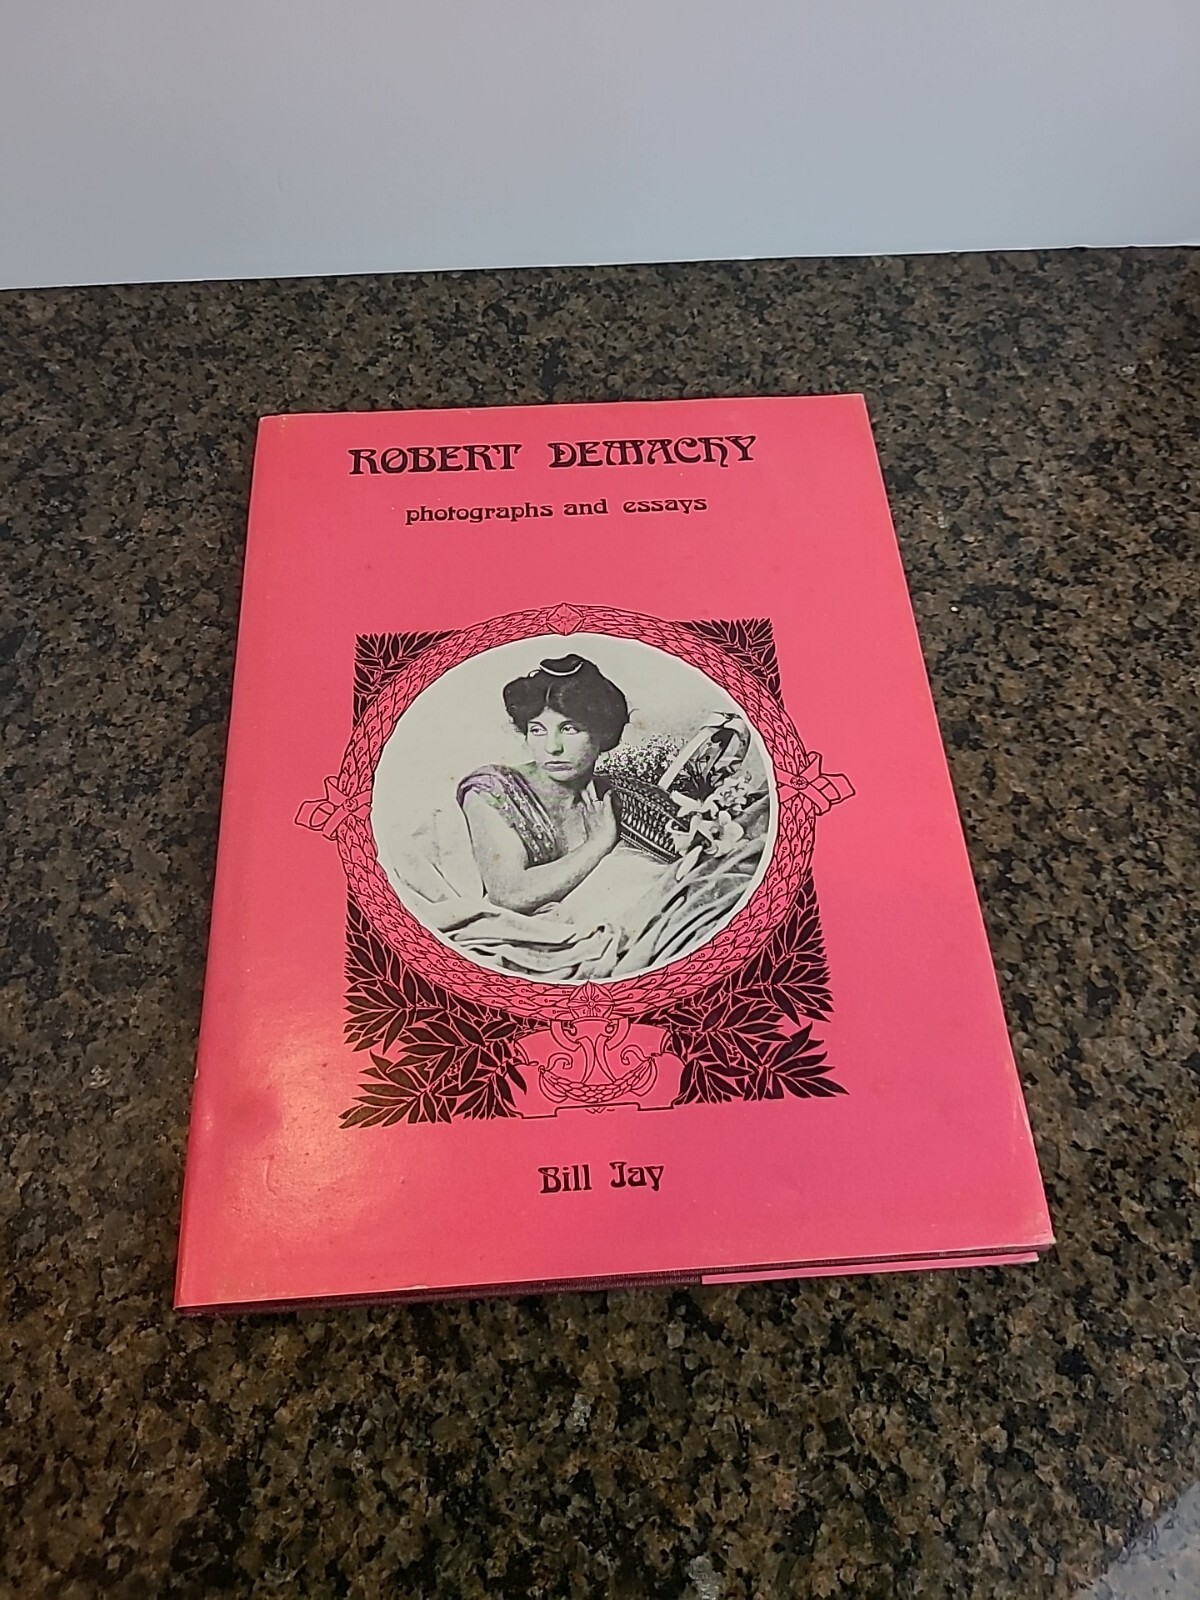 ROBERT DEMACHY
photographs and essays
Bill Jay